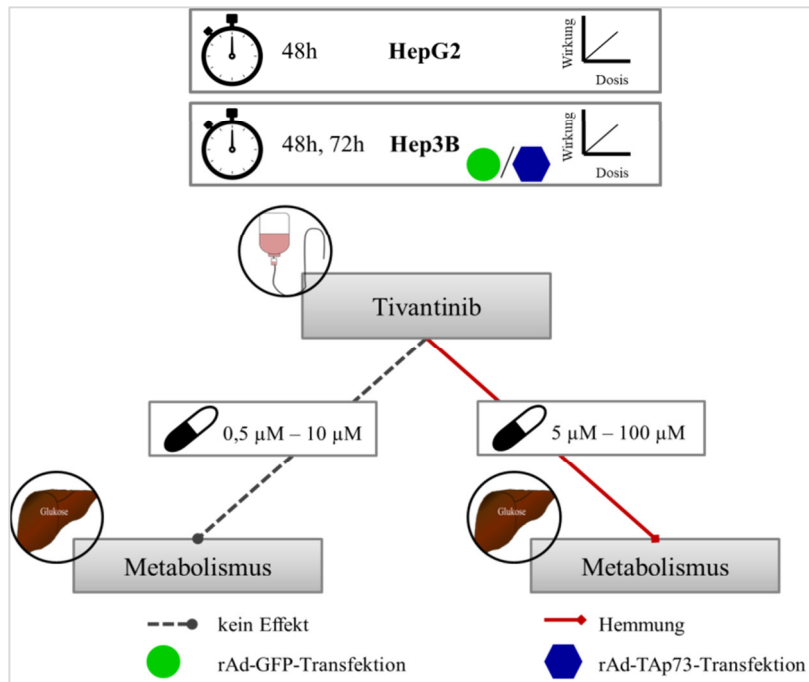 48h HepG2
Wirkung
Dosis
48h, 72h Hep3B
Wirkung
Dosis
Tivantinib
0,5 µM – 10 µM
5 µM – 100 µM
Glukose
Glukose
Metabolismus
Metabolismus
kein Effekt
Hemmung
rAd-GFP-Transfektion
rAd-TAp73-Transfektion